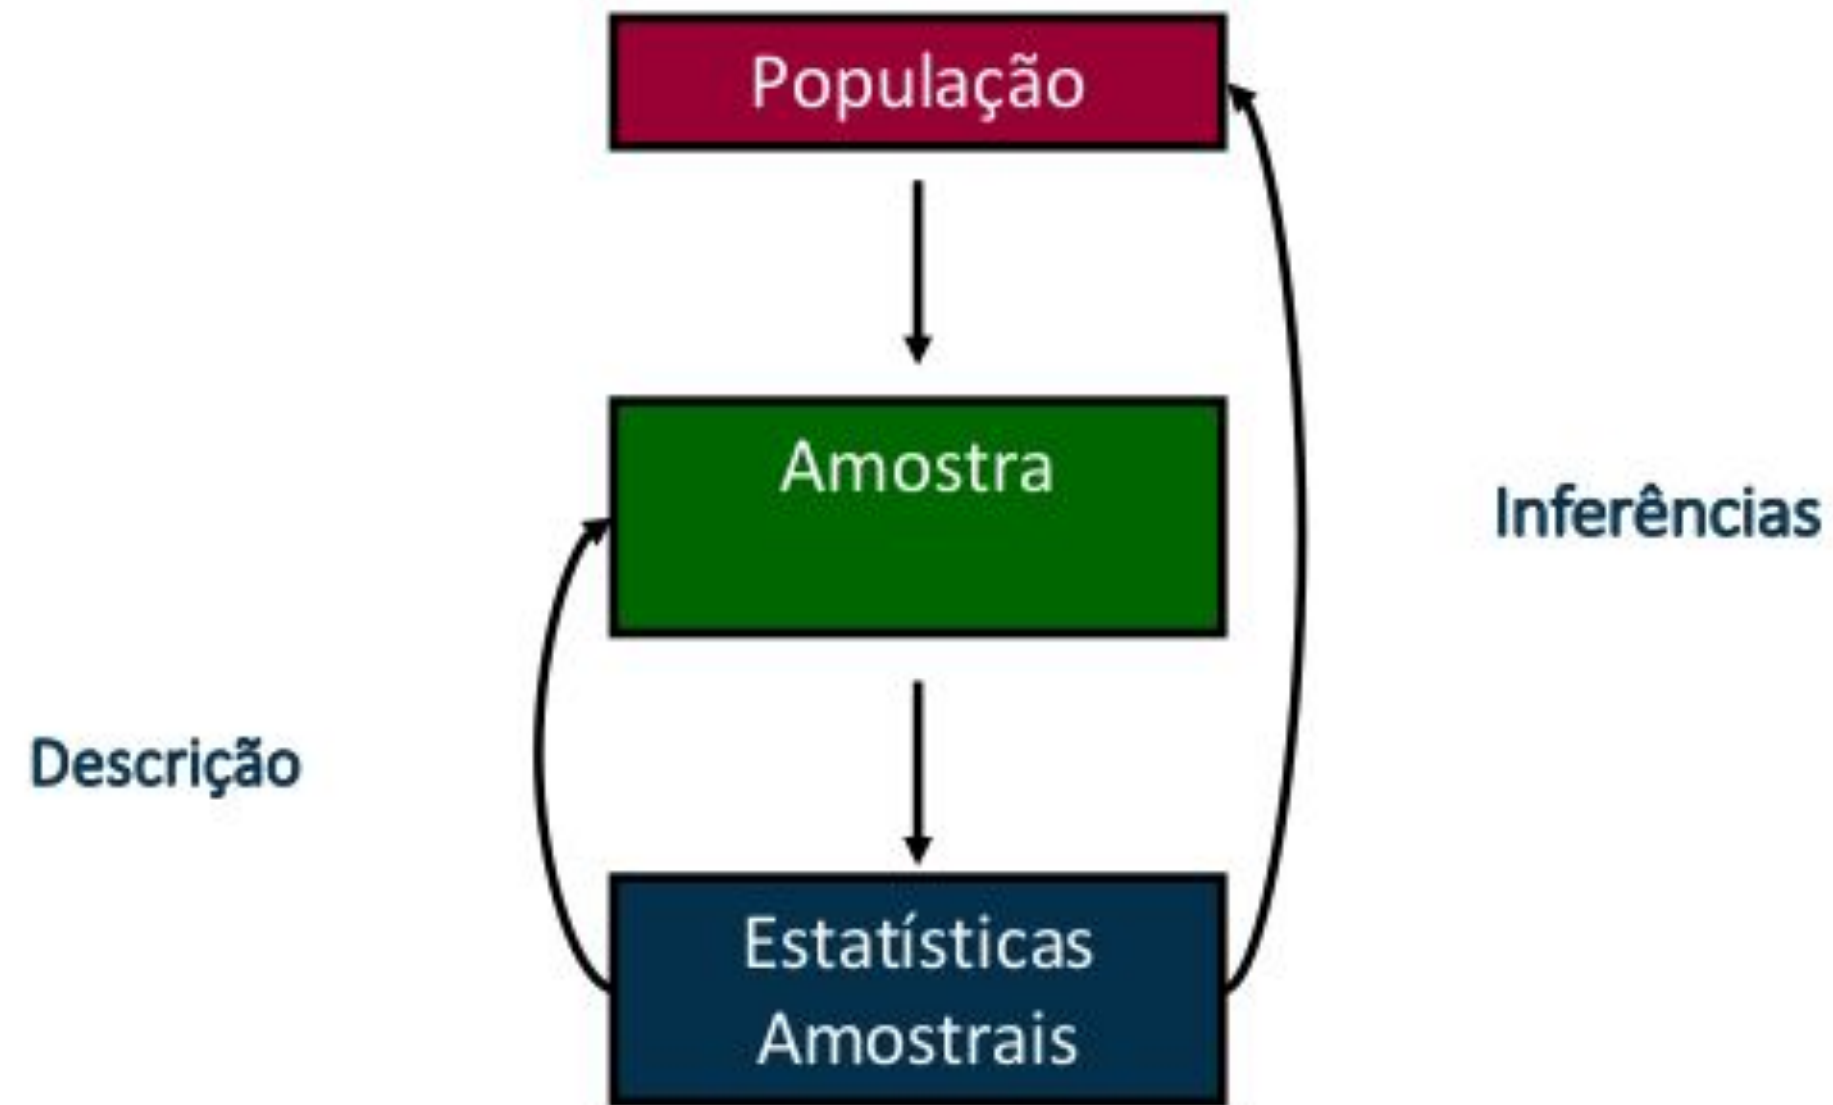 População
Amostra
Inferências
Descrição
Estatísticas
Amostrais